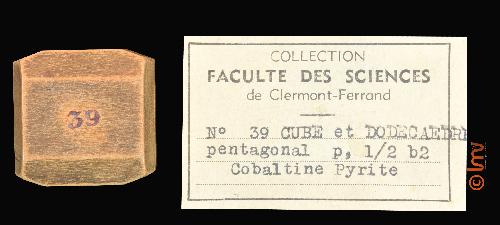 39
COLLECTION
FACULTE DES SCIENCES
de Clermont-Ferrand
N° 39 CUBE et DODECAEDRE
pentagonal p, 1/2 b2
Cobaltine Pyrite
© lmv